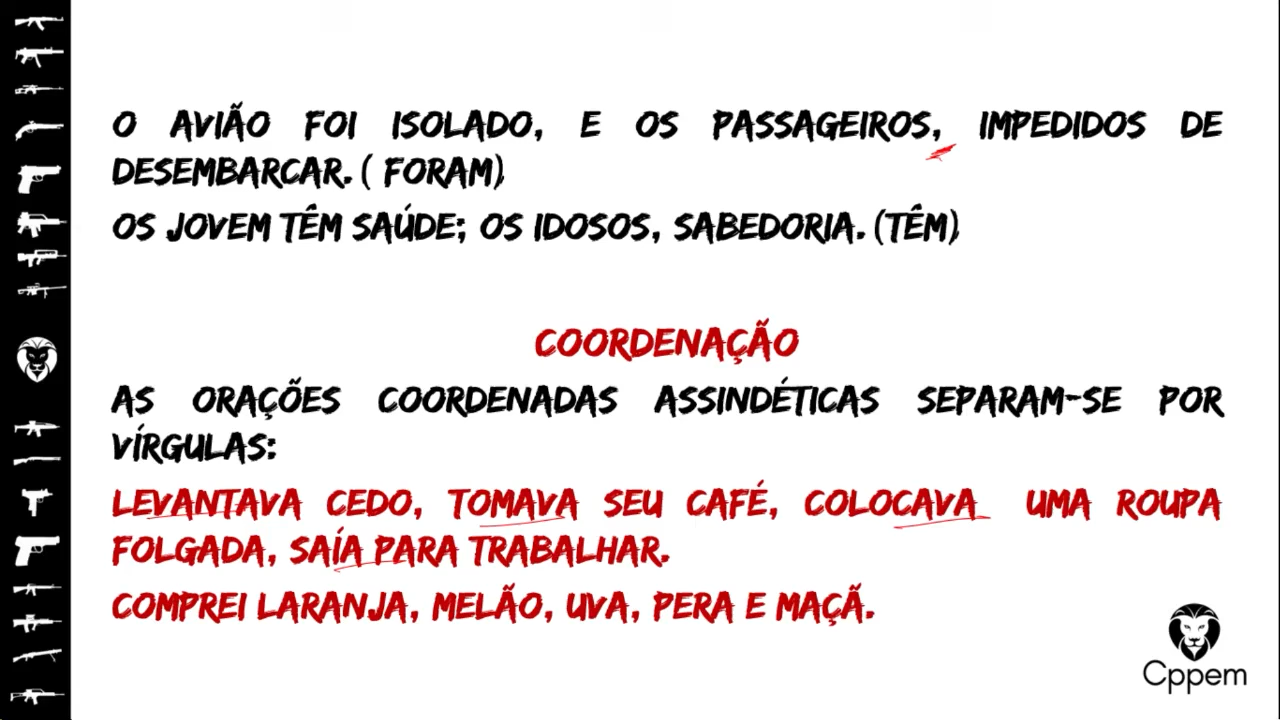 O AVIÃO FOI ISOLADO, E OS PASSAGEIROS, IMPEDIDOS DE
DESEMBARCAR. ( FORAM)
OS JOVEM TÊM SAÚDE; OS IDOSOS, SABEDORIA. (TÊM)
COORDENAÇÃO
AS ORAÇÕES COORDENADAS ASSINDÉTICAS SEPARAM-SE POR
VÍRGULAS:
LEVANTAVA CEDO, TOMAVA SEU CAFÉ, COLOCAVA UMA ROUPA
FOLGADA, SAÍA PARA TRABALHAR.
COMPREI LARANJA, MELÃO, UVA, PERA E MAÇÃ.
Cppem